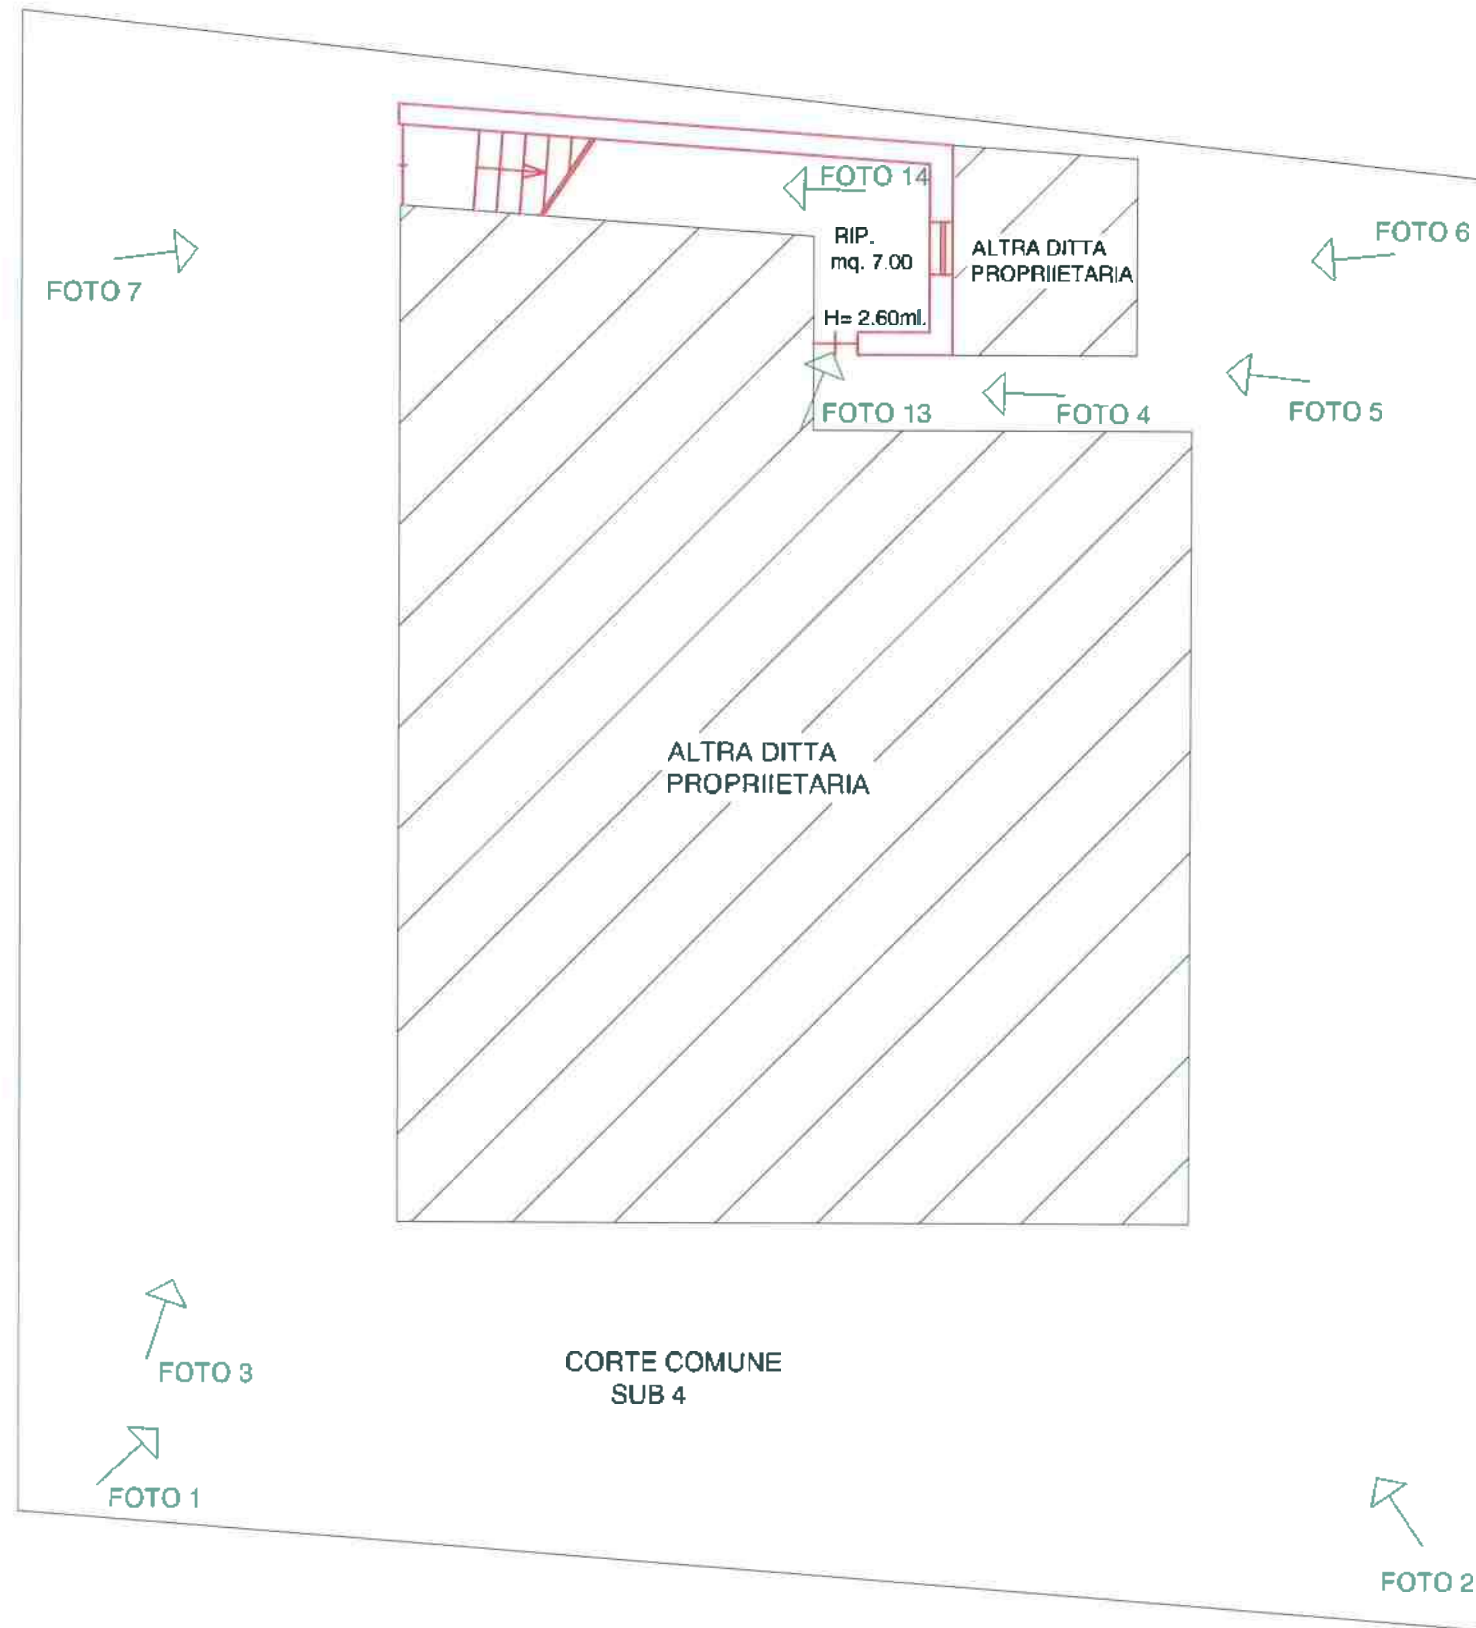 FOTO 14
RIP.
mq. 7.00
H= 2.60ml.
ALTRA DITTA
PROPRIIETARIA
FOTO 6
FOTO 7
FOTO 13
FOTO 4
FOTO 5
ALTRA DITTA
PROPRIIETARIA
CORTE COMUNE
SUB 4
FOTO 3
FOTO 1
FOTO 2